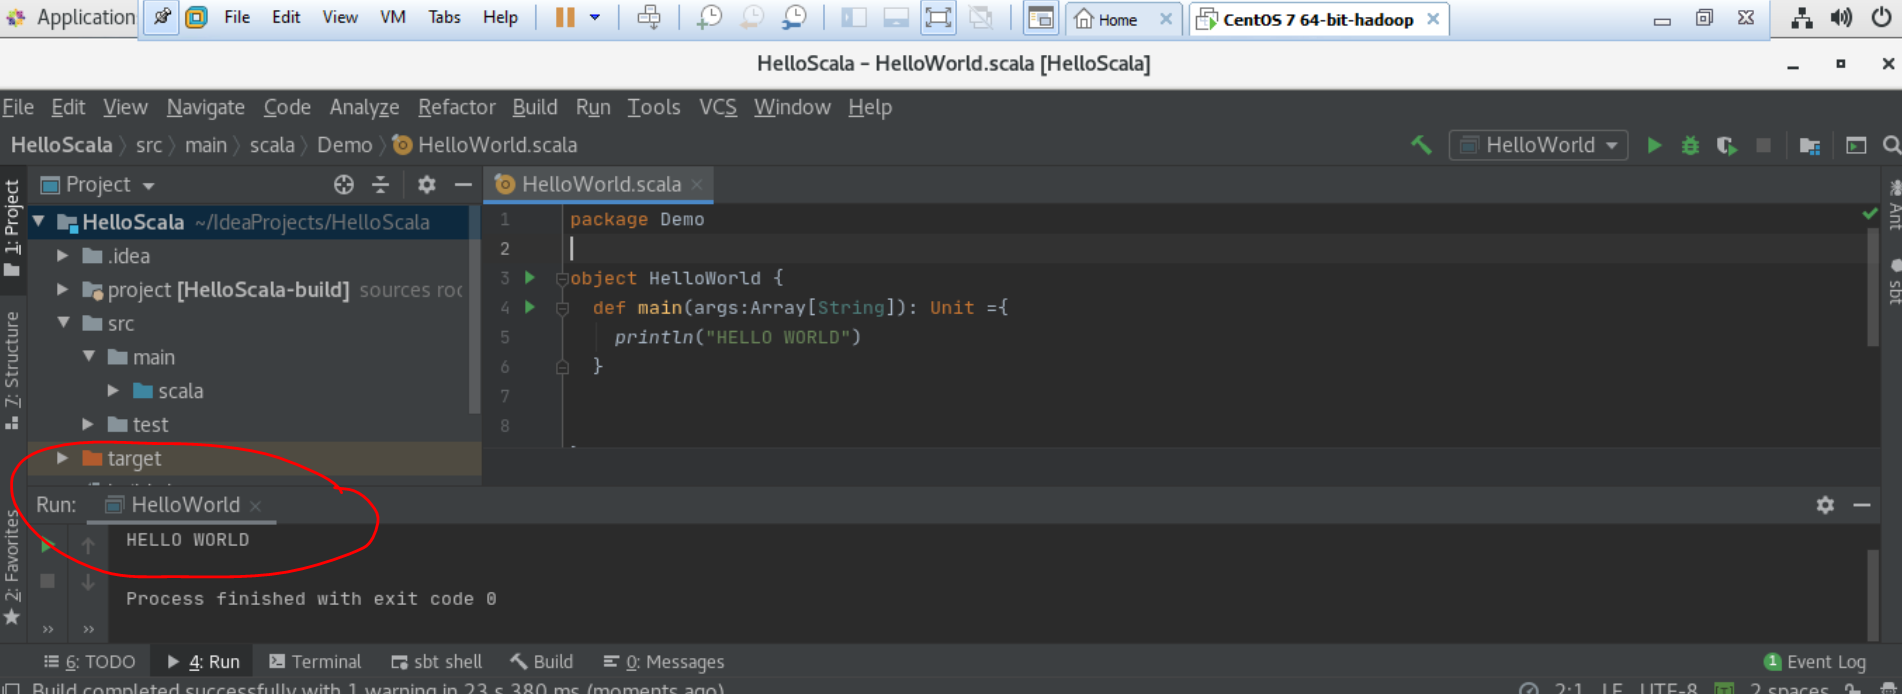 Application File Edit View VM Tabs Help Home × CentOS 7 64-bit-hadoop ×
HelloScala – HelloWorld.scala [HelloScala]
File Edit View Navigate Code Analyze Refactor Build Run Tools VCS Window Help
HelloScala 〉 src 〉 main 〉 scala 〉 Demo 〉 HelloWorld.scala HelloWorld
1: Project
Project
HelloScala ~/IdeaProjects/HelloScala
.idea
project [HelloScala-build] sources roo
src
main
scala
test
target
7: Structure
2: Favorites
HelloWorld.scala ×
1 package Demo
2
3 object HelloWorld {
4 def main(args:Array[String]): Unit ={
5 println("HELLO WORLD")
6 }
7
8
Ant
sbt
Run: HelloWorld ×
HELLO WORLD
Process finished with exit code 0
6: TODO 4: Run Terminal sbt shell Build 0: Messages 1 Event Log
Build completed successfully with 1 warning in 23 s 380 ms (moments ago) 2:1 LF UTF-8 2 spaces